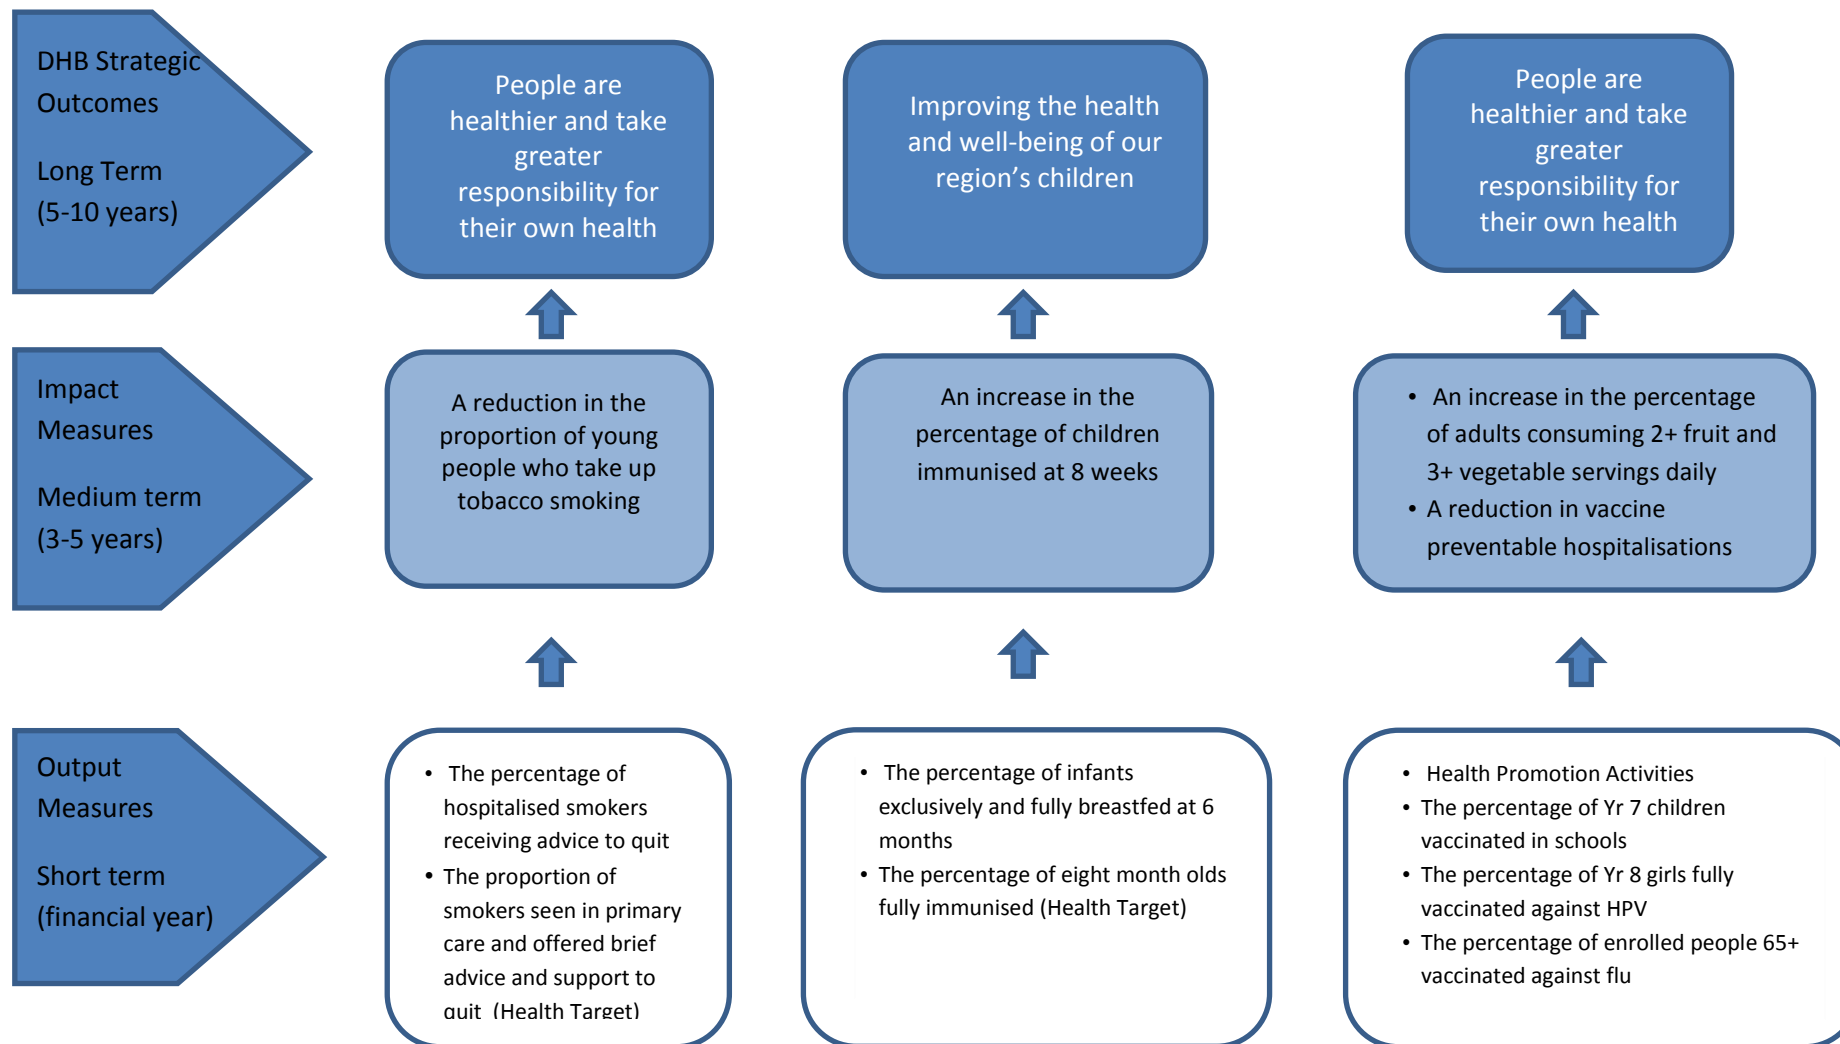 DHB Strategic
Outcomes
Long Term
(5-10 years)
People are
healthier and take
greater
responsibility for
their own health
Improving the health
and well-being of our
region’s children
People are
healthier and take
greater
responsibility for
their own health
Impact
Measures
Medium term
(3-5 years)
A reduction in the
proportion of young
people who take up
tobacco smoking
An increase in the
percentage of children
immunised at 8 weeks
• An increase in the percentage
of adults consuming 2+ fruit and
3+ vegetable servings daily
• A reduction in vaccine
preventable hospitalisations
Output
Measures
Short term
(financial year)
• The percentage of
hospitalised smokers
receiving advice to quit
• The proportion of
smokers seen in primary
care and offered brief
advice and support to
quit (Health Target)
• The percentage of infants
exclusively and fully breastfed at 6
months
• The percentage of eight month olds
fully immunised (Health Target)
• Health Promotion Activities
• The percentage of Yr 7 children
vaccinated in schools
• The percentage of Yr 8 girls fully
vaccinated against HPV
• The percentage of enrolled people 65+
vaccinated against flu